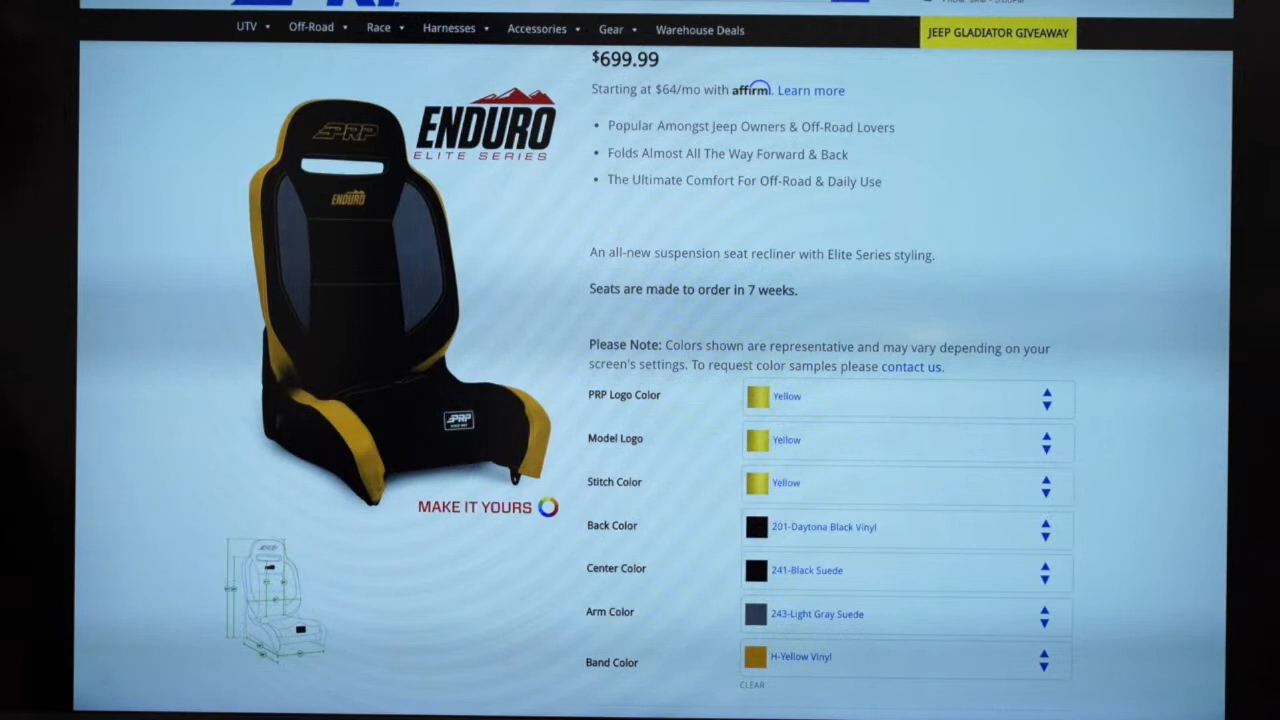 UTV Off-Road Race Harnesses Accessories Gear Warehouse Deals
JEEP GLADIATOR GIVEAWAY
$699.99
Starting at $64/mo with affirm. Learn more
• Popular Amongst Jeep Owners & Off-Road Lovers
• Folds Almost All The Way Forward & Back
• The Ultimate Comfort For Off-Road & Daily Use
PRP
ENDURO
ENDURO
ELITE SERIES
PRP
MAKE IT YOURS
An all-new suspension seat recliner with Elite Series styling.
Seats are made to order in 7 weeks.
Please Note: Colors shown are representative and may vary depending on your
screen's settings. To request color samples please contact us.
PRP Logo Color Yellow
Model Logo Yellow
Stitch Color Yellow
Back Color 201-Daytona Black Vinyl
Center Color 241-Black Suede
Arm Color 243-Light Gray Suede
Band Color H-Yellow Vinyl
CLEAR